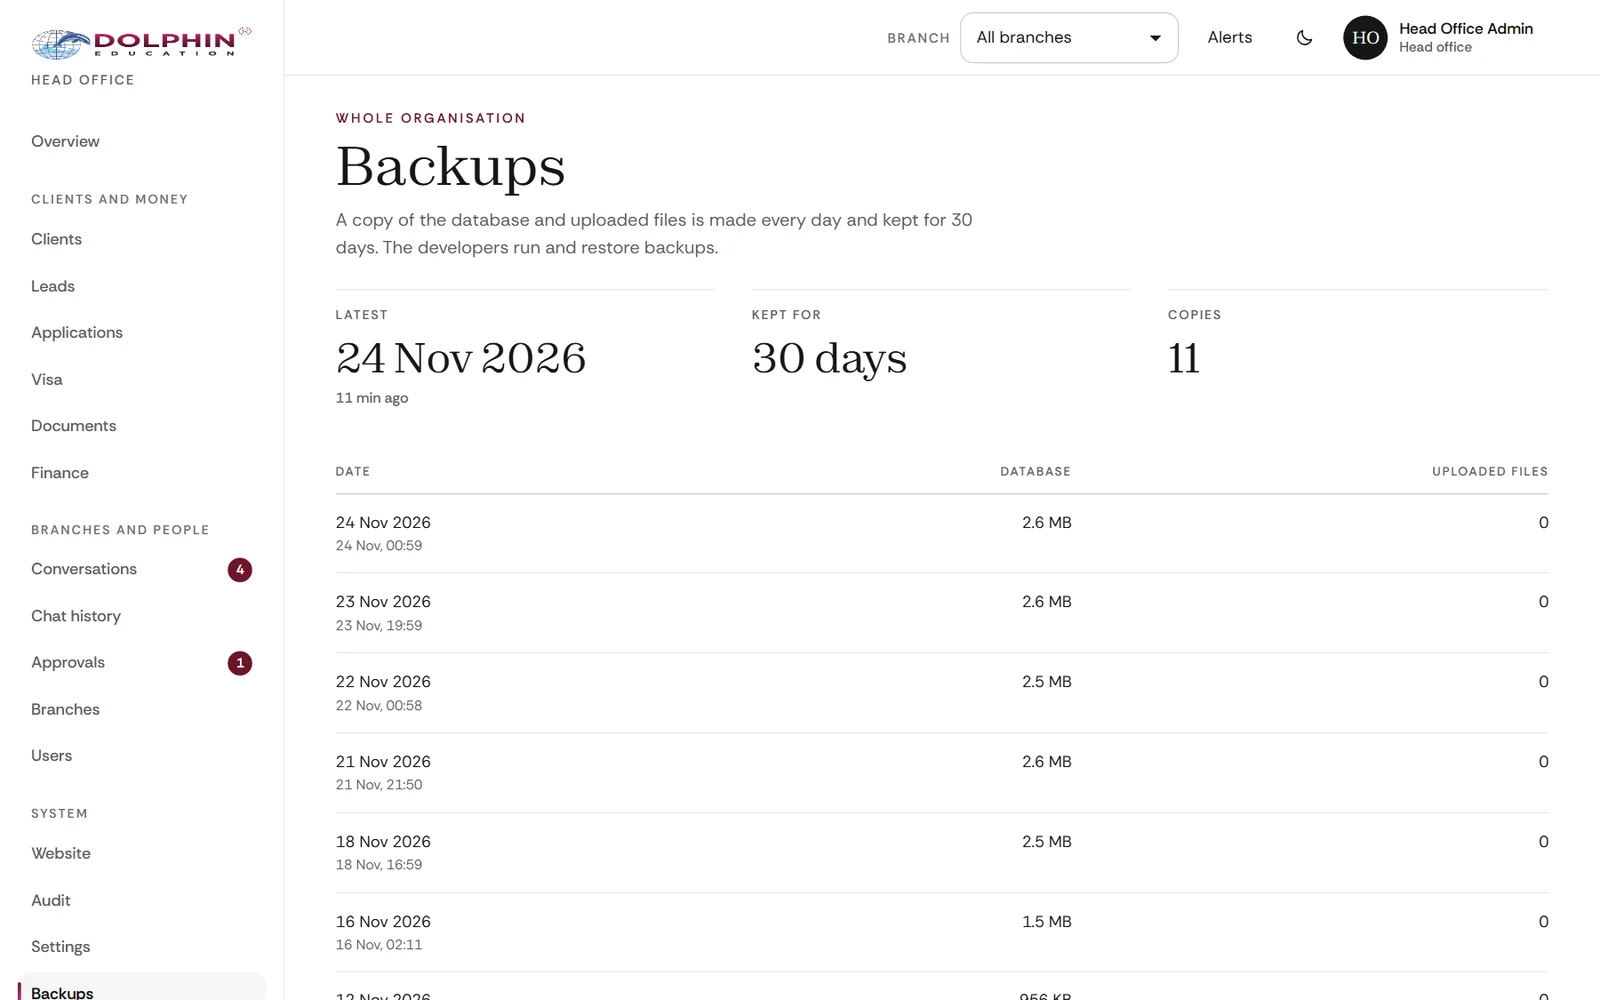 DOLPHIN
EDUCATION
HEAD OFFICE
Overview
CLIENTS AND MONEY
Clients
Leads
Applications
Visa
Documents
Finance
BRANCHES AND PEOPLE
Conversations 4
Chat history
Approvals 1
Branches
Users
SYSTEM
Website
Audit
Settings
Backups
BRANCH All branches Alerts HO Head Office Admin
Head office
WHOLE ORGANISATION
Backups
A copy of the database and uploaded files is made every day and kept for 30
days. The developers run and restore backups.
LATEST KEPT FOR COPIES
24 Nov 2026 30 days 11
11 min ago
DATE DATABASE UPLOADED FILES
24 Nov 2026 2.6 MB 0
24 Nov, 00:59
23 Nov 2026 2.6 MB 0
23 Nov, 19:59
22 Nov 2026 2.5 MB 0
22 Nov, 00:58
21 Nov 2026 2.6 MB 0
21 Nov, 21:50
18 Nov 2026 2.5 MB 0
18 Nov, 16:59
16 Nov 2026 1.5 MB 0
16 Nov, 02:11
12 Nov 2026 956 KB 0